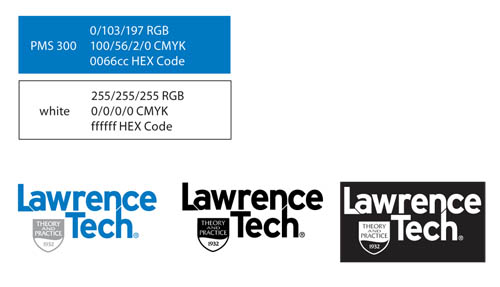 PMS 300
0/103/197 RGB
100/56/2/0 CMYK
0066cc HEX Code
white
255/255/255 RGB
0/0/0/0 CMYK
ffffff HEX Code
Lawrence
Tech®
THEORY
AND
PRACTICE
1932
Lawrence
Tech®
THEORY
AND
PRACTICE
1932
Lawrence
Tech®
THEORY
AND
PRACTICE
1932